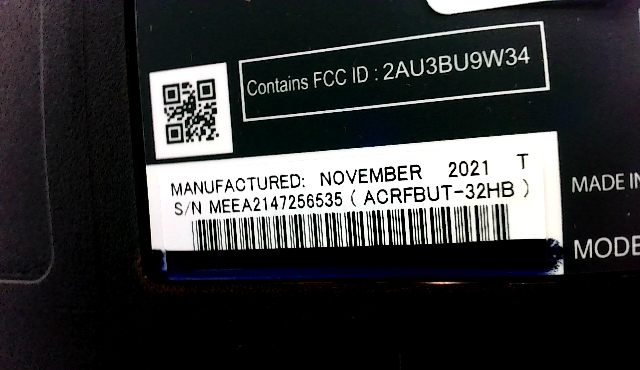 Contains FCC ID : 2AU3BU9W34
MANUFACTURED: NOVEMBER 2021 T
S/N MEEA2147256535 ( ACRFBUT-32HB )
MADE IN
MODE